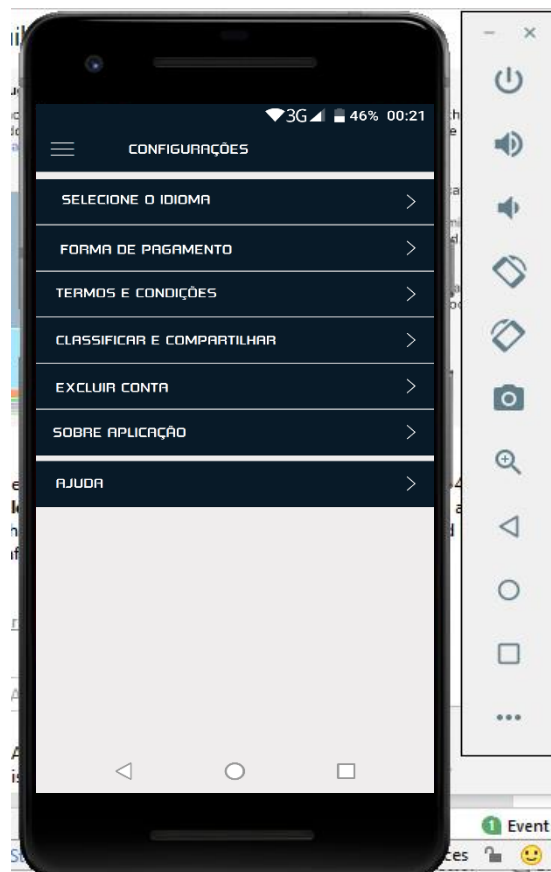 3G 46% 00:21
CONFIGURAÇÕES
SELECIONE O IDIOMA
FORMA DE PAGAMENTO
TERMOS E CONDIÇÕES
CLASSIFICAR E COMPARTILHAR
EXCLUIR CONTA
SOBRE APLICAÇÃO
AJUDA
1 Event